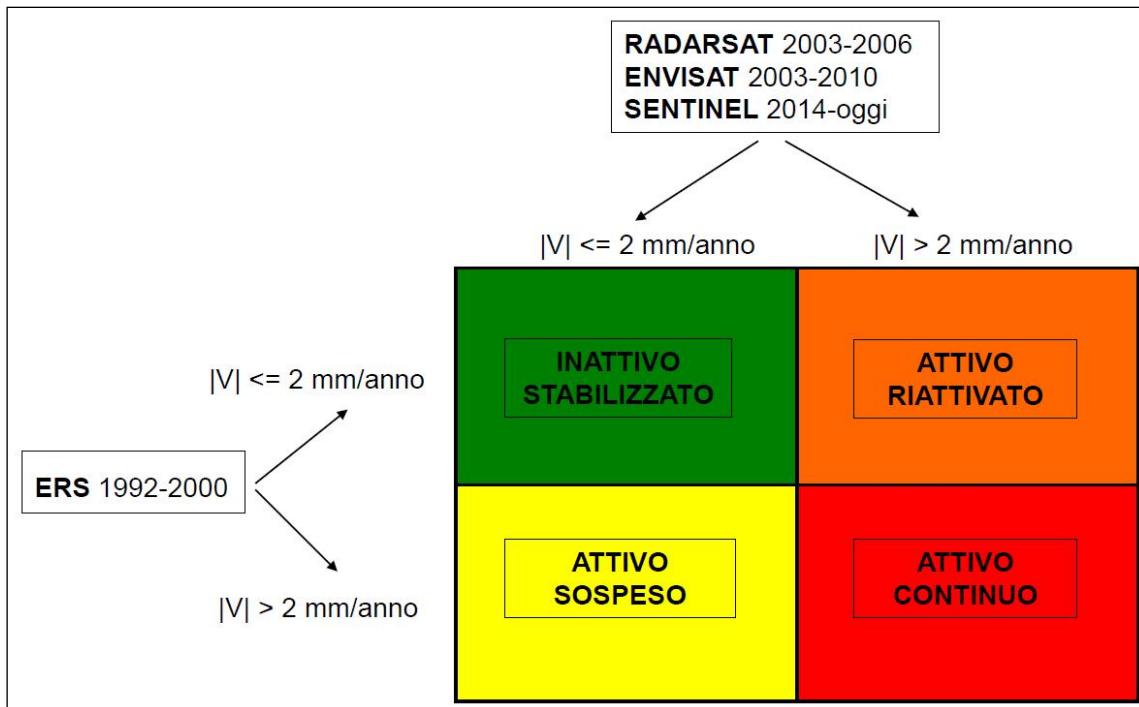 RADARSAT 2003-2006
ENVISAT 2003-2010
SENTINEL 2014-oggi
|V| <= 2 mm/anno
|V| > 2 mm/anno
INATTIVO
STABILIZZATO
ATTIVO
RIATTIVATO
|V| <= 2 mm/anno
ERS 1992-2000
|V| > 2 mm/anno
ATTIVO
SOSPESO
ATTIVO
CONTINUO